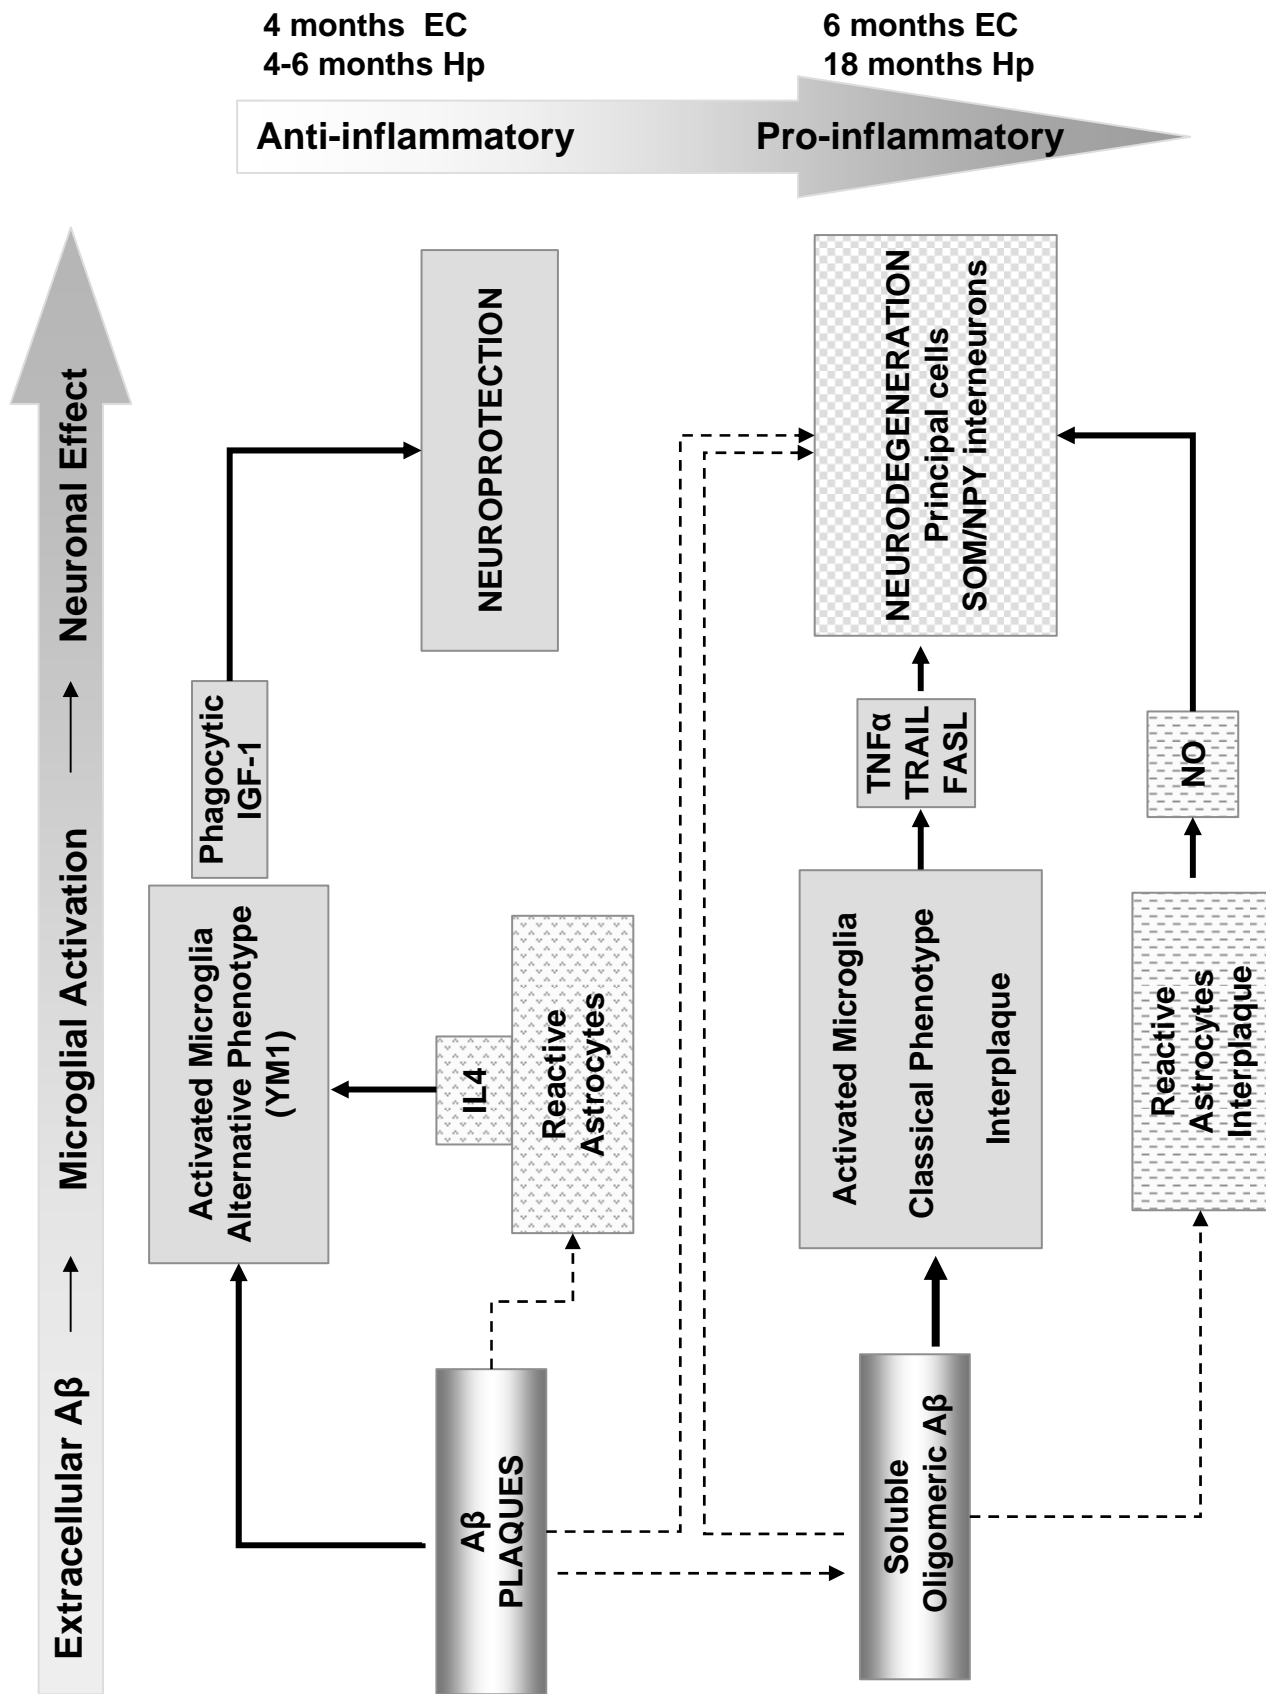 4 months  EC
4-6 months Hp
6 months EC
18 months Hp
Anti-inflammatory
Pro-inflammatory
Extracellular Aβ
Microglial Activation
Neuronal Effect
Phagocytic
IGF-1
NEUROPROTECTION
Activated Microglia
Alternative Phenotype
(YM1)
IL4
Reactive
Astrocytes
Aβ
PLAQUES
NEURODEGENERATION
Principal cells
SOM/NPY interneurons
TNFα
TRAIL
FASL
NO
Activated Microglia
Classical Phenotype
Interplaque
Reactive
Astrocytes
Interplaque
Soluble
Oligomeric Aβ